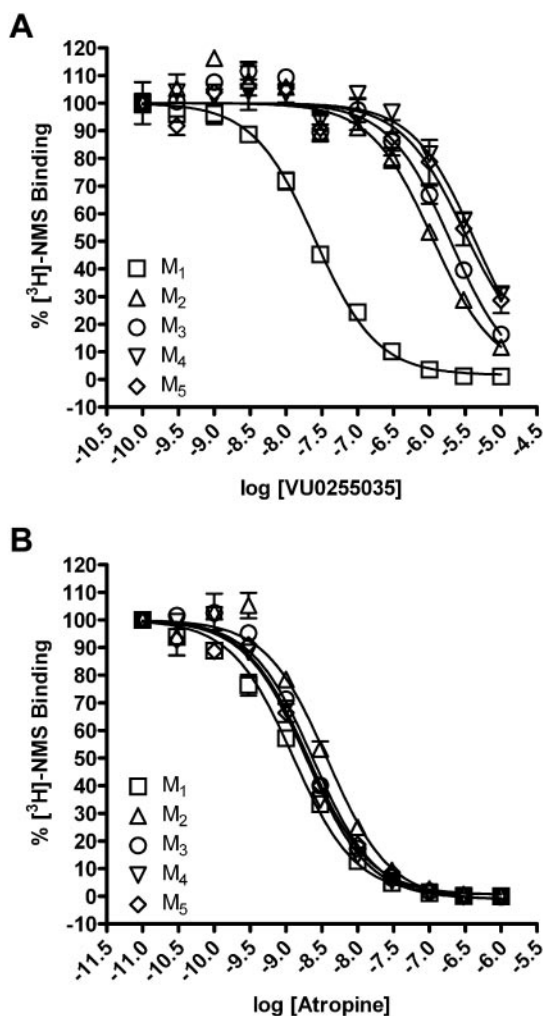 A
120
110
100
90
80
70
60
50
40
30
20
10
0
-10
% [³H]-NMS Binding
M₁
M₂
M₃
M₄
M₅
-10.5 -10.0 -9.5 -9.0 -8.5 -8.0 -7.5 -7.0 -6.5 -6.0 -5.5 -5.0 -4.5
log [VU0255035]
B
120
110
100
90
80
70
60
50
40
30
20
10
0
-10
% [³H]-NMS Binding
M₁
M₂
M₃
M₄
M₅
-11.5 -11.0 -10.5 -10.0 -9.5 -9.0 -8.5 -8.0 -7.5 -7.0 -6.5 -6.0 -5.5
log [Atropine]